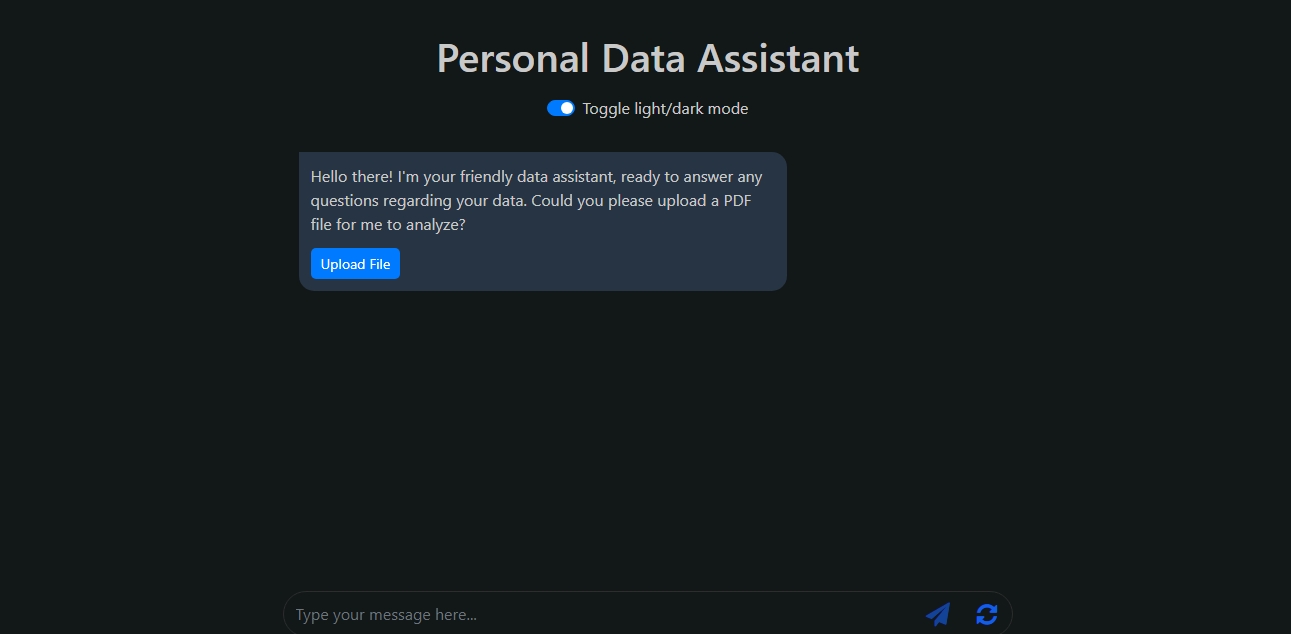 Personal Data Assistant
Toggle light/dark mode
Hello there! I'm your friendly data assistant, ready to answer any
questions regarding your data. Could you please upload a PDF
file for me to analyze?
Upload File
Type your message here...